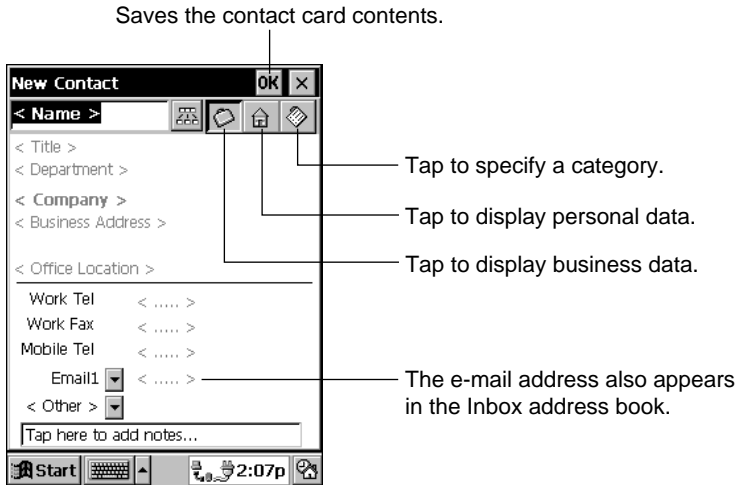 Saves the contact card contents.
New Contact OK ×
< Name >
< Title >
< Department >
< Company >
< Business Address >
< Office Location >
Work Tel < ..... >
Work Fax < ..... >
Mobile Tel < ..... >
Email1 < ..... >
< Other >
Tap here to add notes...
Start 2:07p
Tap to specify a category.
Tap to display personal data.
Tap to display business data.
The e-mail address also appears
in the Inbox address book.